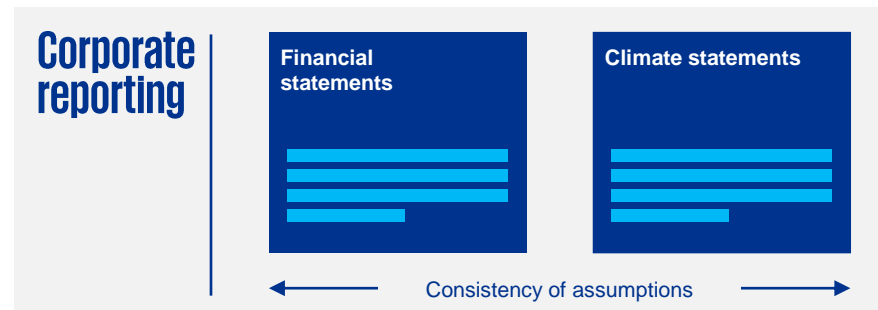 Corporate
reporting
Financial
statements
Climate statements
Consistency of assumptions